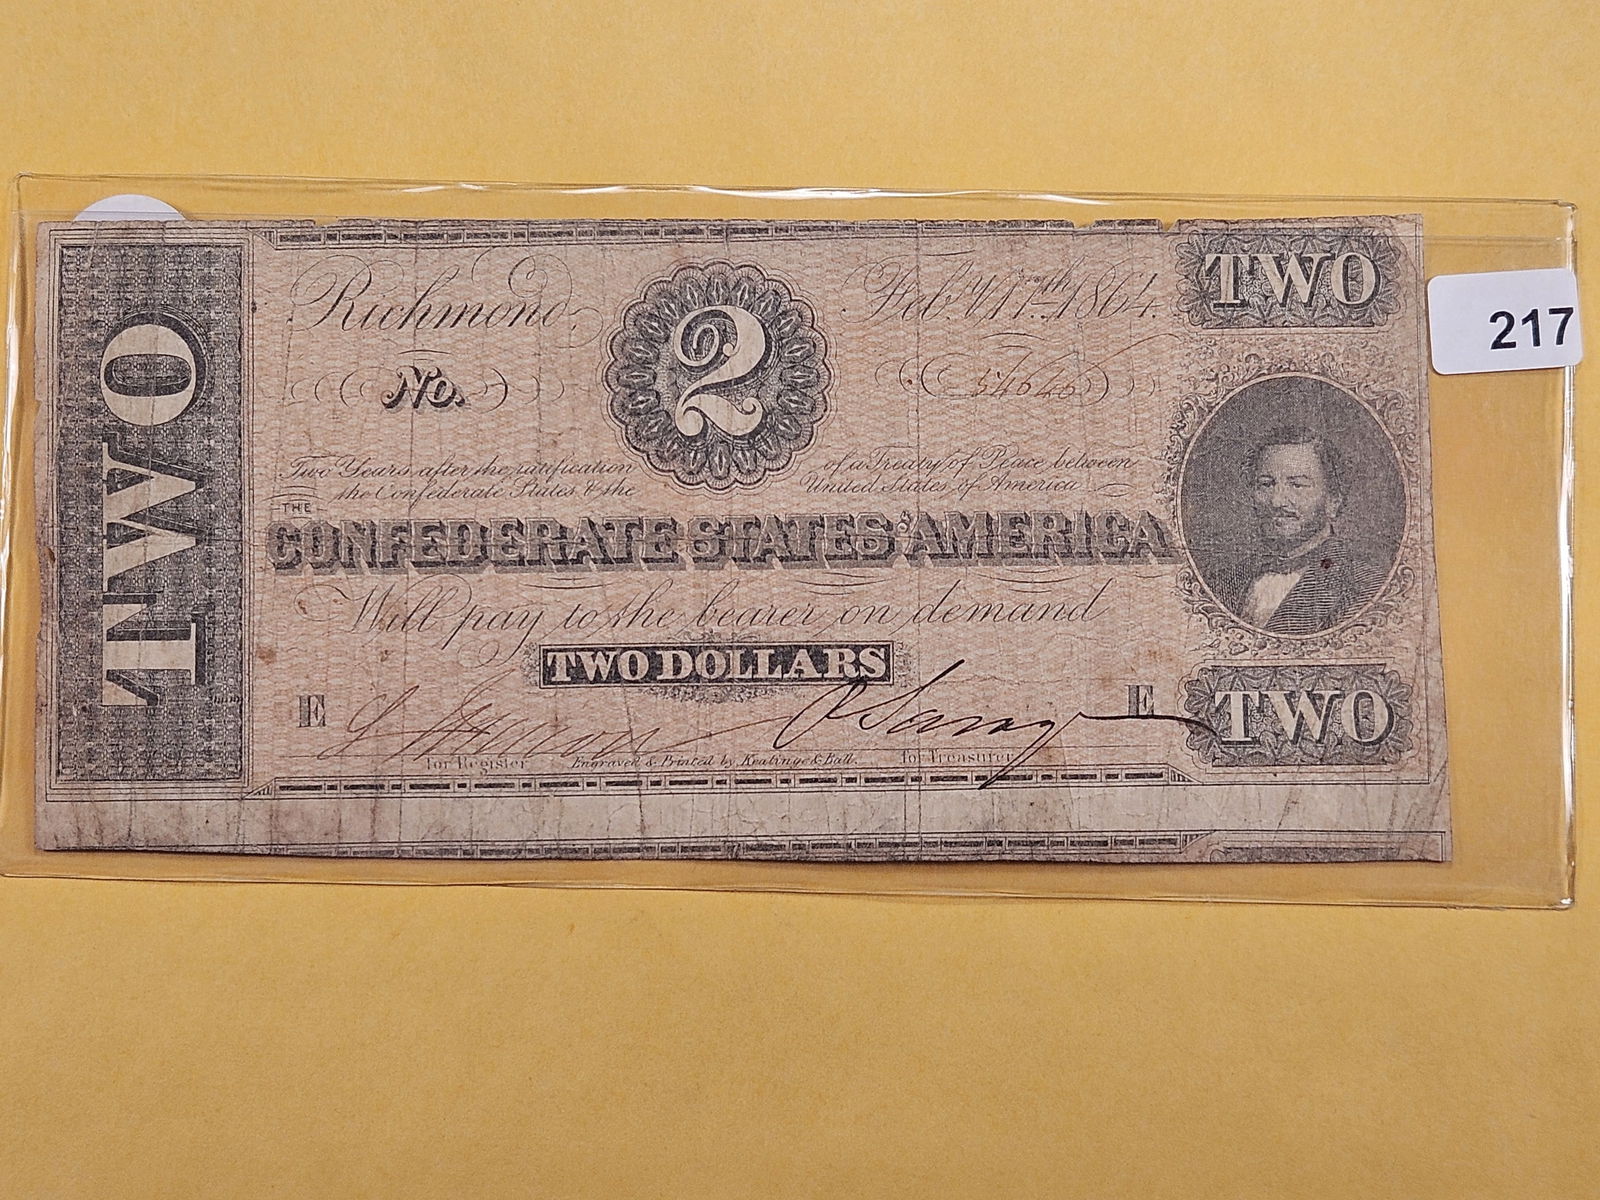 TWO
Richmond,
2
Feb.y 17th 1864.
TWO
No.
54646
217
Two Years after the ratification of a Treaty of Peace between
the Confederate States & the United States of America
THE
CONFEDERATE STATES OF AMERICA
Will pay to the bearer on demand
TWO DOLLARS
E
E
TWO
for Register
Engraved & Printed by Keatinge & Ball.
for Treasurer